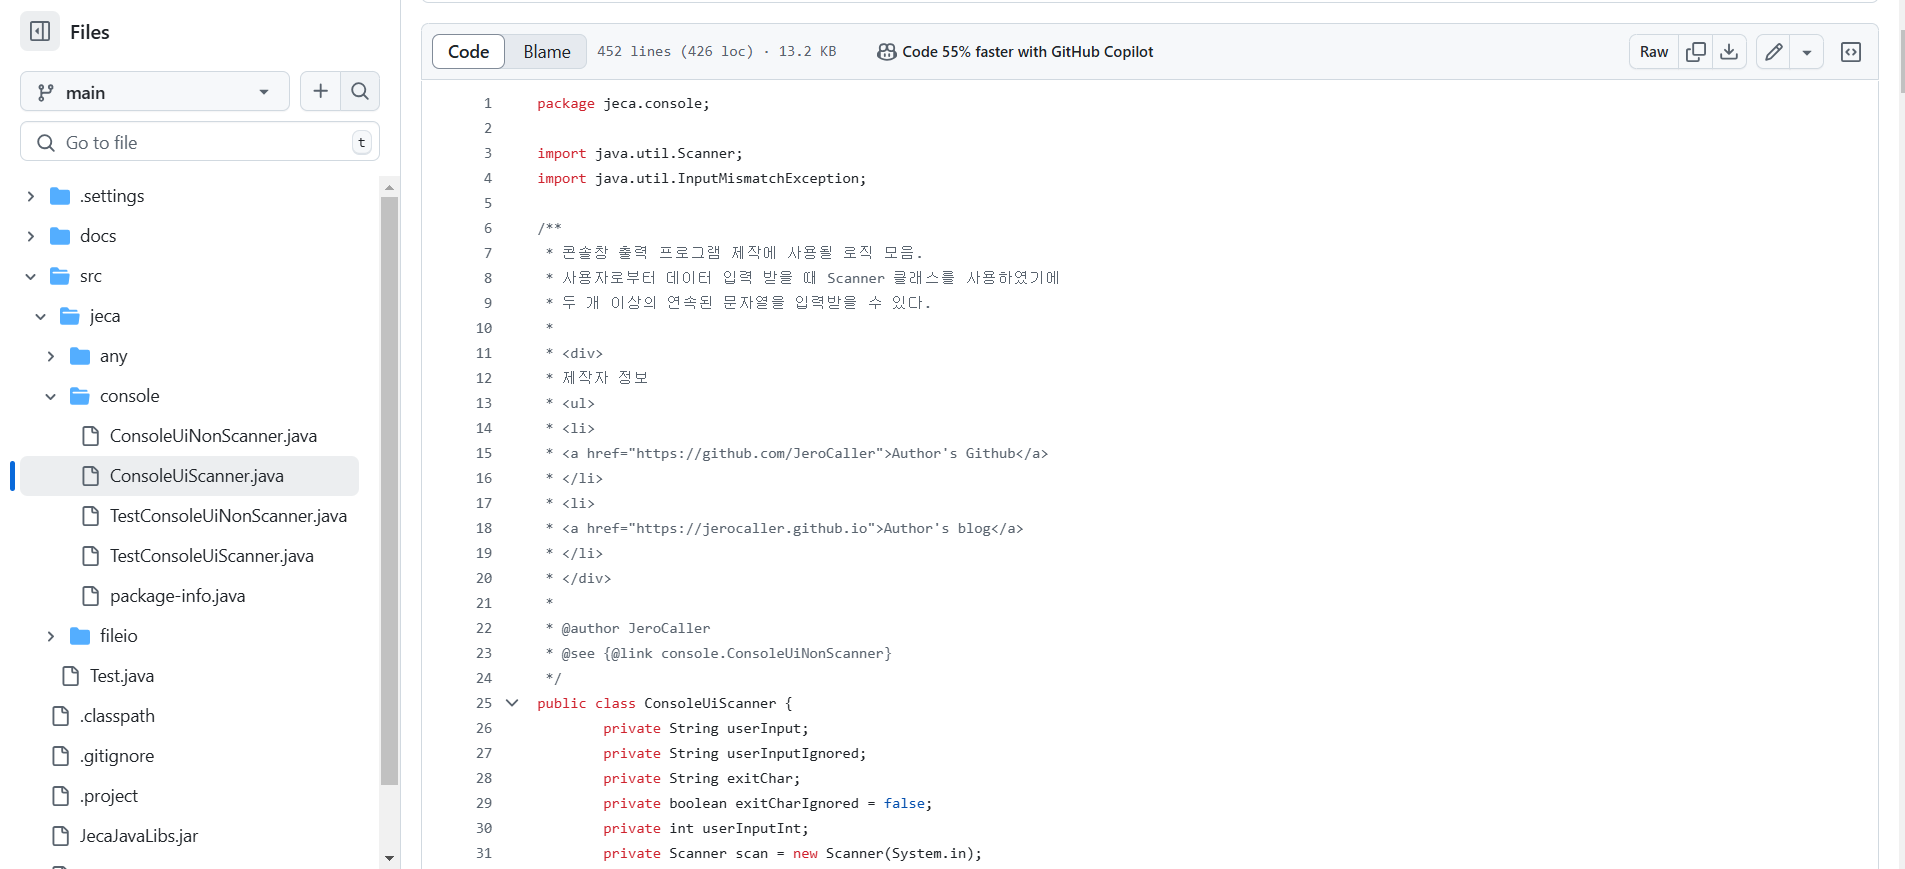 Files
main
Go to file
t
.settings
docs
src
jeca
any
console
ConsoleUiNonScanner.java
ConsoleUiScanner.java
TestConsoleUiNonScanner.java
TestConsoleUiScanner.java
package-info.java
fileio
Test.java
.classpath
.gitignore
.project
JecaJavaLibs.jar
Code Blame 452 lines (426 loc) · 13.2 KB Code 55% faster with GitHub Copilot Raw
1 package jeca.console;
2
3 import java.util.Scanner;
4 import java.util.InputMismatchException;
5
6 /**
7 * 콘솔창 출력 프로그램 제작에 사용될 로직 모음.
8 * 사용자로부터 데이터 입력 받을 때 Scanner 클래스를 사용하였기에
9 * 두 개 이상의 연속된 문자열을 입력받을 수 있다.
10 *
11 * <div>
12 * 제작자 정보
13 * <ul>
14 * <li>
15 * <a href="https://github.com/JeroCaller">Author's Github</a>
16 * </li>
17 * <li>
18 * <a href="https://jerocaller.github.io">Author's blog</a>
19 * </li>
20 * </div>
21 *
22 * @author JeroCaller
23 * @see {@link console.ConsoleUiNonScanner}
24 */
25 public class ConsoleUiScanner {
26 private String userInput;
27 private String userInputIgnored;
28 private String exitChar;
29 private boolean exitCharIgnored = false;
30 private int userInputInt;
31 private Scanner scan = new Scanner(System.in);